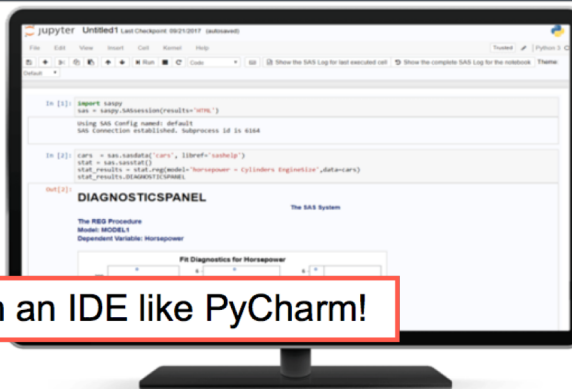 jupyter Untitled1 Last Checkpoint: 09/21/2017 (autosaved)
File Edit View Insert Cell Kernel Help Trusted Python 3
Run Code Show the SAS Log for last executed cell Show the complete SAS Log for the notebook Theme
Default
In [1]: import saspy
sas = saspy.SASsession(results='HTML')
Using SAS Config named: default
SAS Connection established. Subprocess id is 6164
In [2]: cars = sas.sasdata('cars', libref='sashelp')
stat = sas.sasstat()
stat_results = stat.reg(model='horsepower = Cylinders EngineSize',data=cars)
stat_results.DIAGNOSTICSPANEL
Out[2]: DIAGNOSTICSPANEL
The SAS System
The REG Procedure
Model: MODEL1
Dependent Variable: Horsepower
Fit Diagnostics for Horsepower
an IDE like PyCharm!